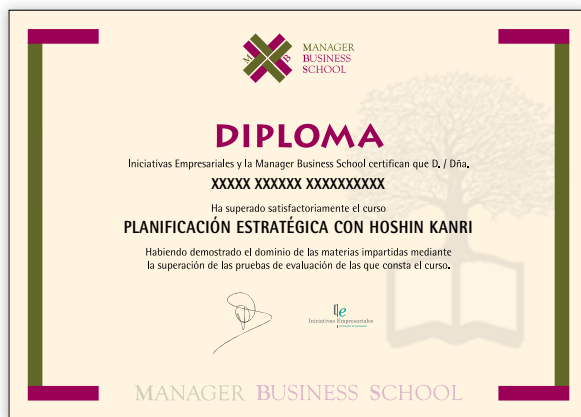 M B
MANAGER
BUSINESS
SCHOOL
DIPLOMA
Iniciativas Empresariales y la Manager Business School certifican que D. / Dña.
XXXXX XXXXXX XXXXXXXXXX
Ha superado satisfactoriamente el curso
PLANIFICACIÓN ESTRATÉGICA CON HOSHIN KANRI
Habiendo demostrado el dominio de las materias impartidas mediante
la superación de las pruebas de evaluación de las que consta el curso.
Ie
Iniciativas Empresariales
MANAGER BUSINESS SCHOOL